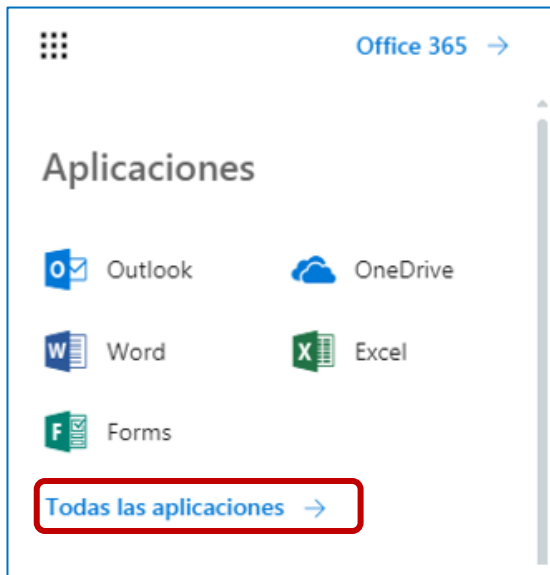 Office 365 →
Aplicaciones
Outlook OneDrive
Word Excel
Forms
Todas las aplicaciones →